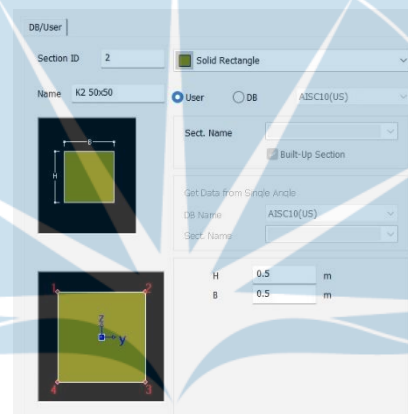 DB/User
Section ID 2 Solid Rectangle
Name K2 50x50 User DB AISC10(US)
Sect. Name
Built-Up Section
B
H
Get Data from Single Angle
DB Name AISC10(US)
Sect. Name
H 0.5 m
B 0.5 m
1 2
z
y
4 3